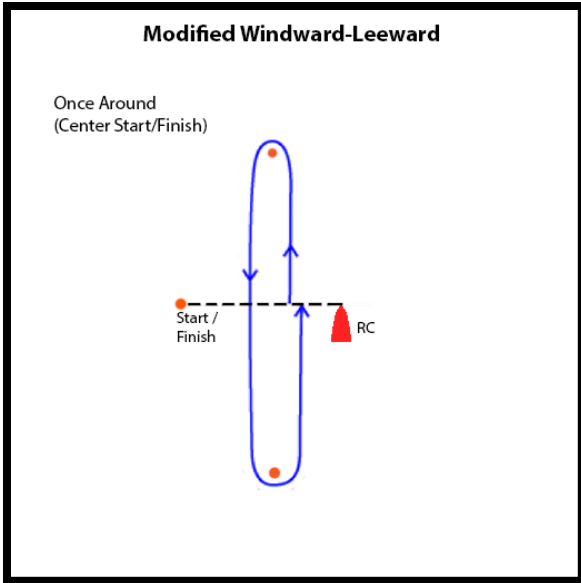 Modified Windward-Leeward
Once Around
(Center Start/Finish)
Start /
Finish
RC